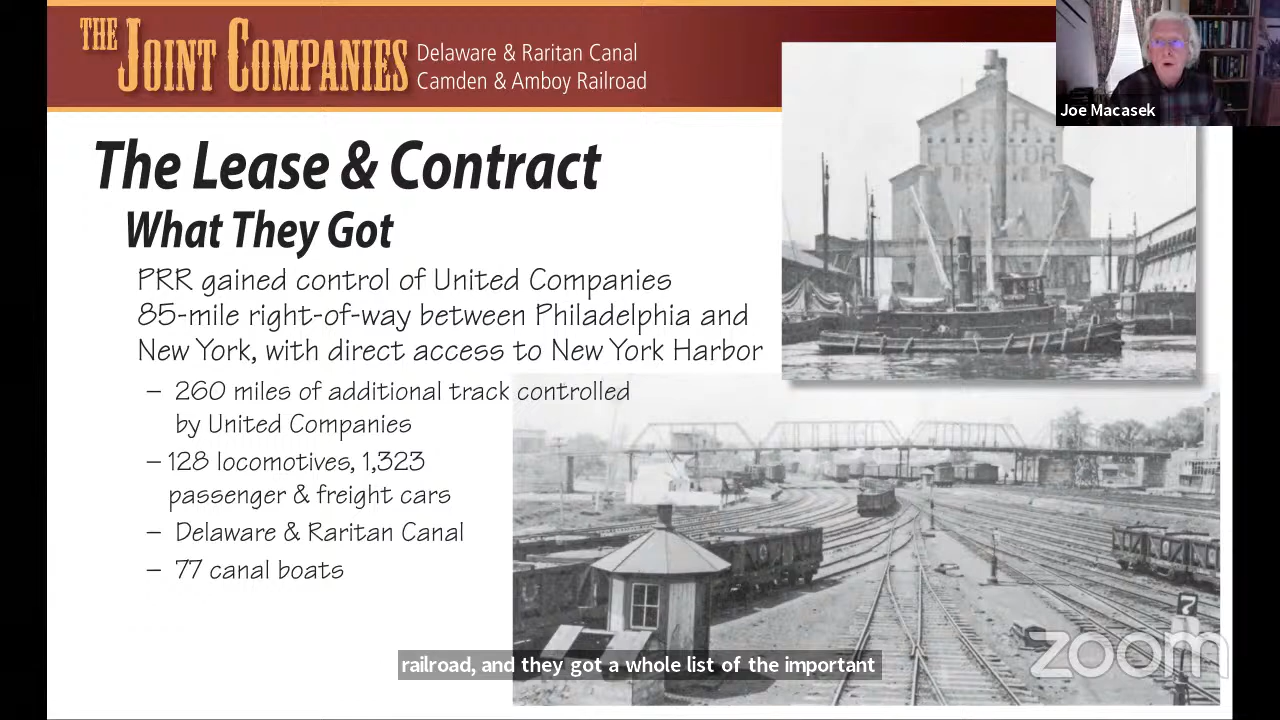 THE JOINT COMPANIES
Delaware & Raritan Canal
Camden & Amboy Railroad
Joe Macasek
The Lease & Contract
What They Got
PRR gained control of United Companies
85-mile right-of-way between Philadelphia and
New York, with direct access to New York Harbor
– 260 miles of additional track controlled
by United Companies
– 128 locomotives, 1,323
passenger & freight cars
– Delaware & Raritan Canal
– 77 canal boats
P.R.R.
ELEVATOR
7
railroad, and they got a whole list of the important
zoom